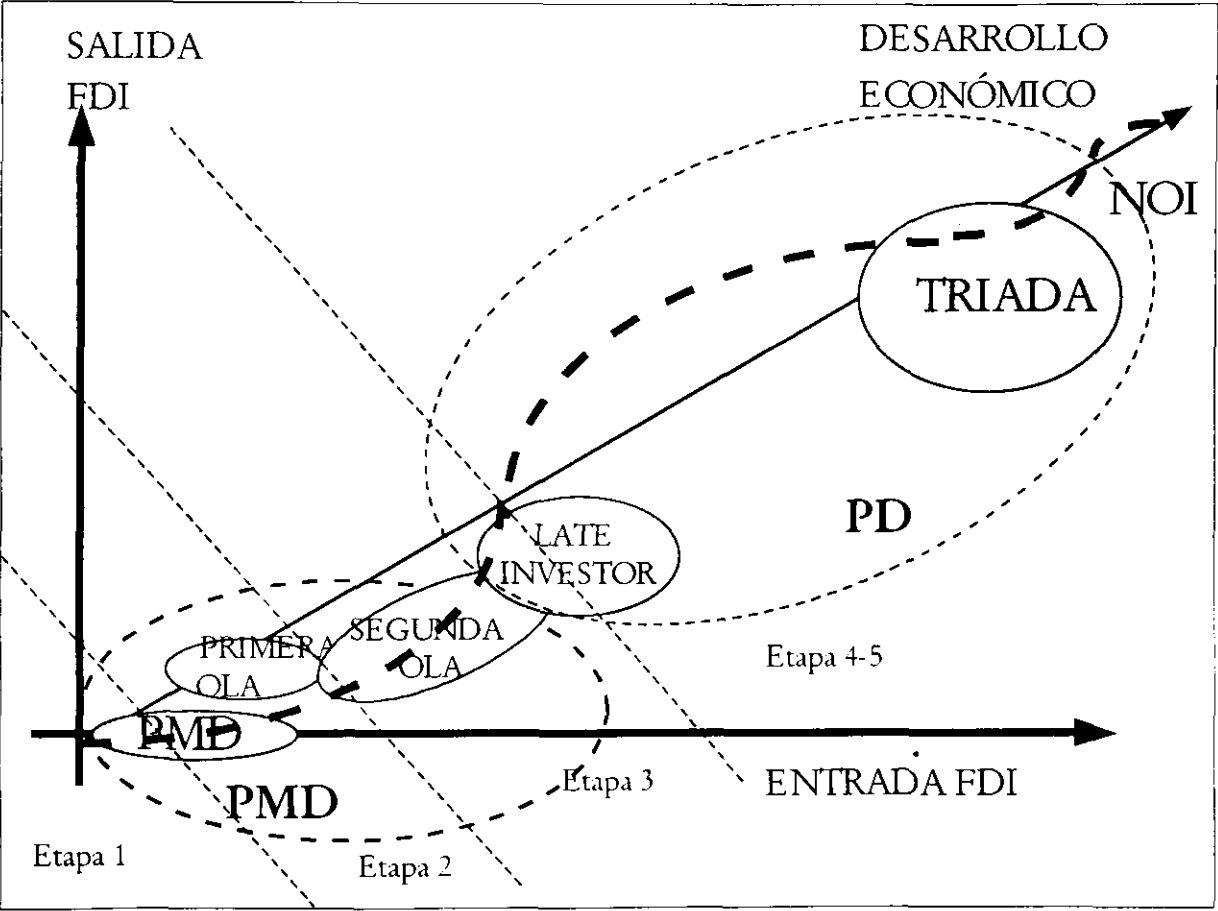 SALIDA
FDI
DESARROLLO
ECONÓMICO
NOI
TRIADA
PD
LATE
INVESTOR
SEGUNDA
OLA
PRIMERA
OLA
Etapa 4-5
PMD
ENTRADA FDI
Etapa 3
PMD
Etapa 1
Etapa 2